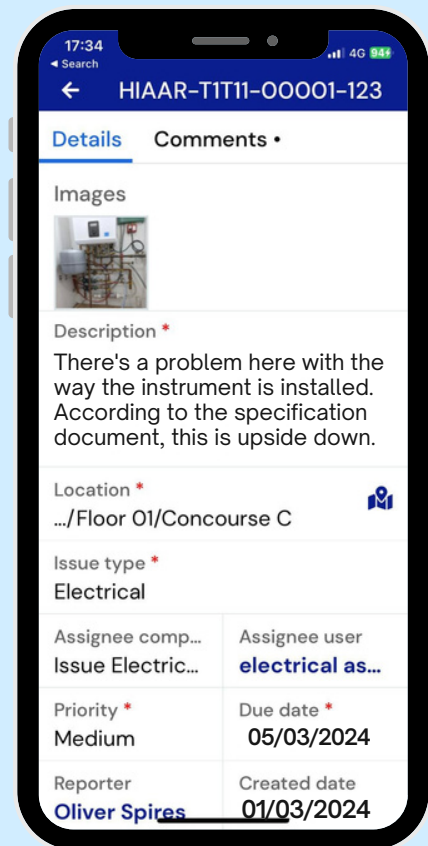 17:34
4G 94
Search
HIAAR-T1T11-00001-123
Details Comments •
Images
Description *
There's a problem here with the
way the instrument is installed.
According to the specification
document, this is upside down.
Location *
.../Floor 01/Concourse C
Issue type *
Electrical
Assignee comp... Assignee user
Issue Electric... electrical as...
Priority * Due date *
Medium 05/03/2024
Reporter Created date
Oliver Spires 01/03/2024